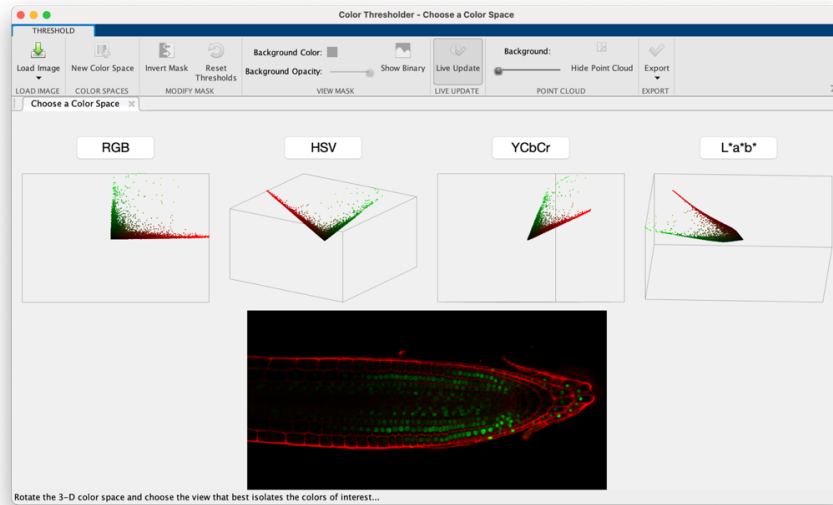 Color Thresholder - Choose a Color Space
THRESHOLD
Load Image
New Color Space
Invert Mask
Reset
Thresholds
Background Color:
Background Opacity:
Show Binary
Live Update
Background:
Hide Point Cloud
Export
LOAD IMAGE
COLOR SPACES
MODIFY MASK
VIEW MASK
LIVE UPDATE
POINT CLOUD
EXPORT
Choose a Color Space
RGB
HSV
YCbCr
L*a*b*
Rotate the 3-D color space and choose the view that best isolates the colors of interest...